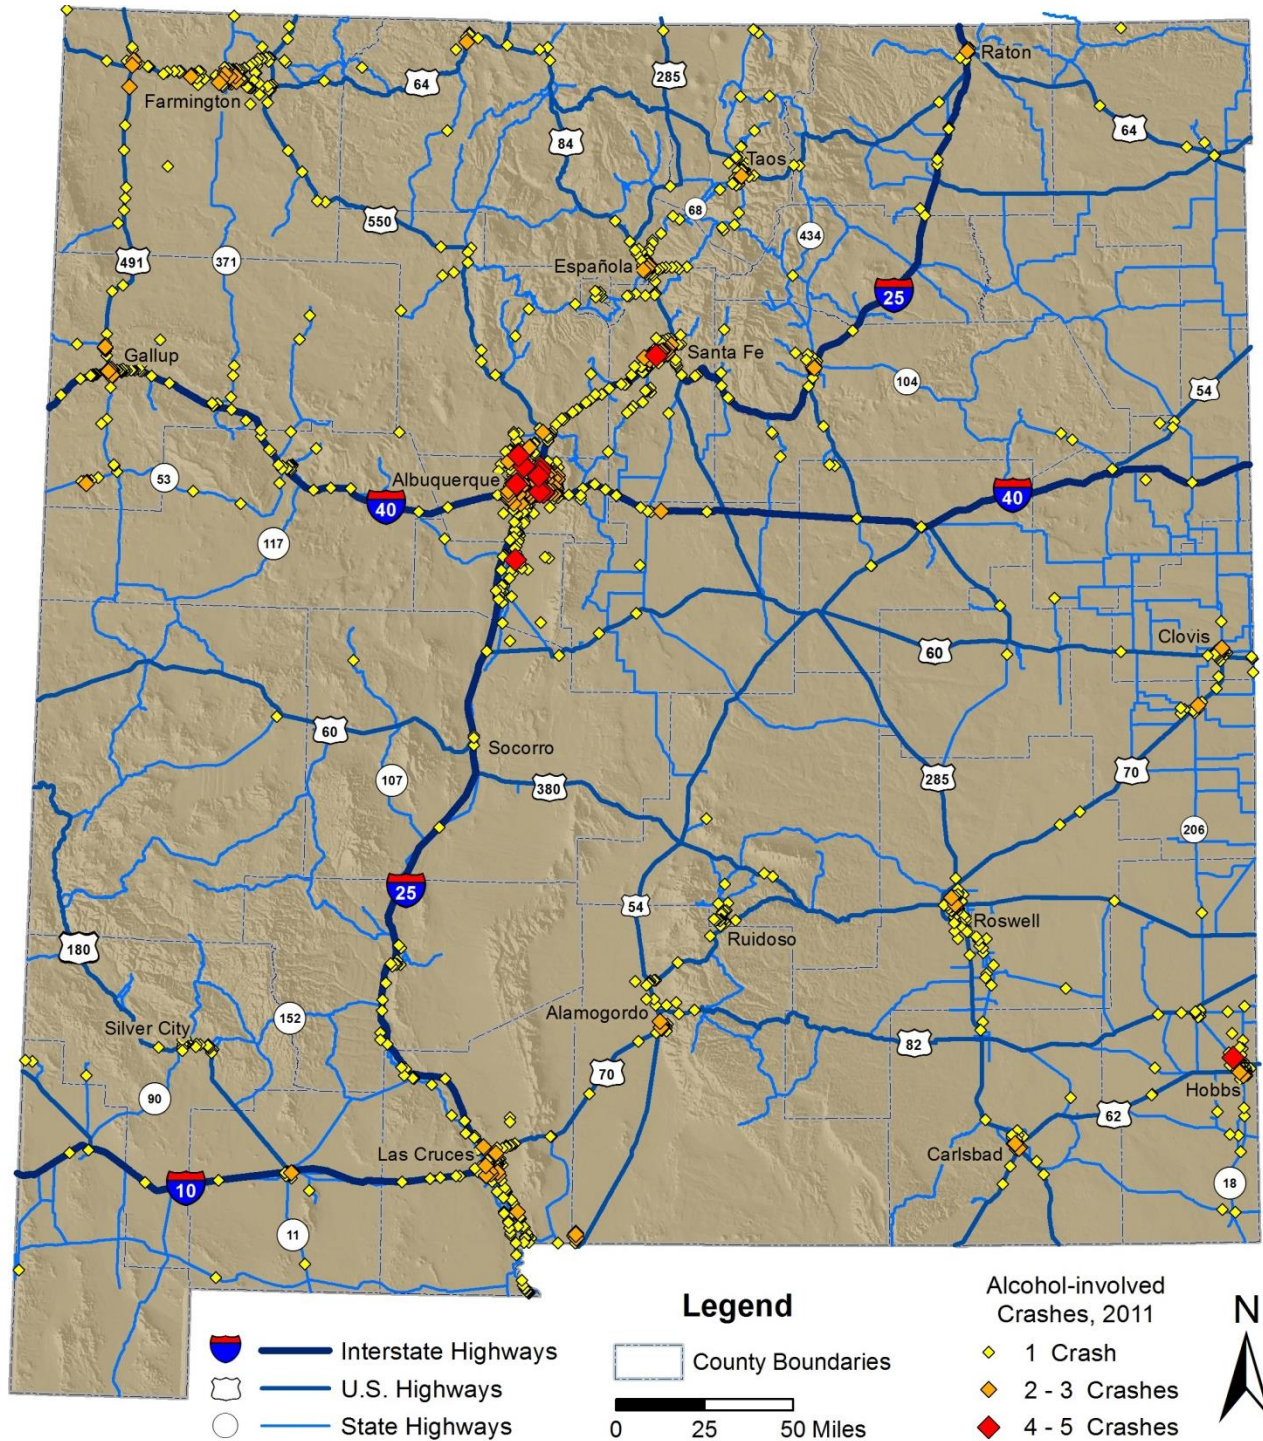 Raton
285
64
Farmington
64
84
Taos
68
550
434
491
371
Española
25
Gallup
Santa Fe
104
54
Albuquerque
53
40
40
117
Clovis
60
60
Socorro
107
380
285
70
206
25
54
Roswell
Ruidoso
180
Alamogordo
152
Silver City
82
70
Hobbs
90
62
Las Cruces
Carlsbad
10
18
11
Legend
Interstate Highways
U.S. Highways
State Highways
County Boundaries
0 25 50 Miles
Alcohol-involved
Crashes, 2011
1 Crash
2 - 3 Crashes
4 - 5 Crashes
N